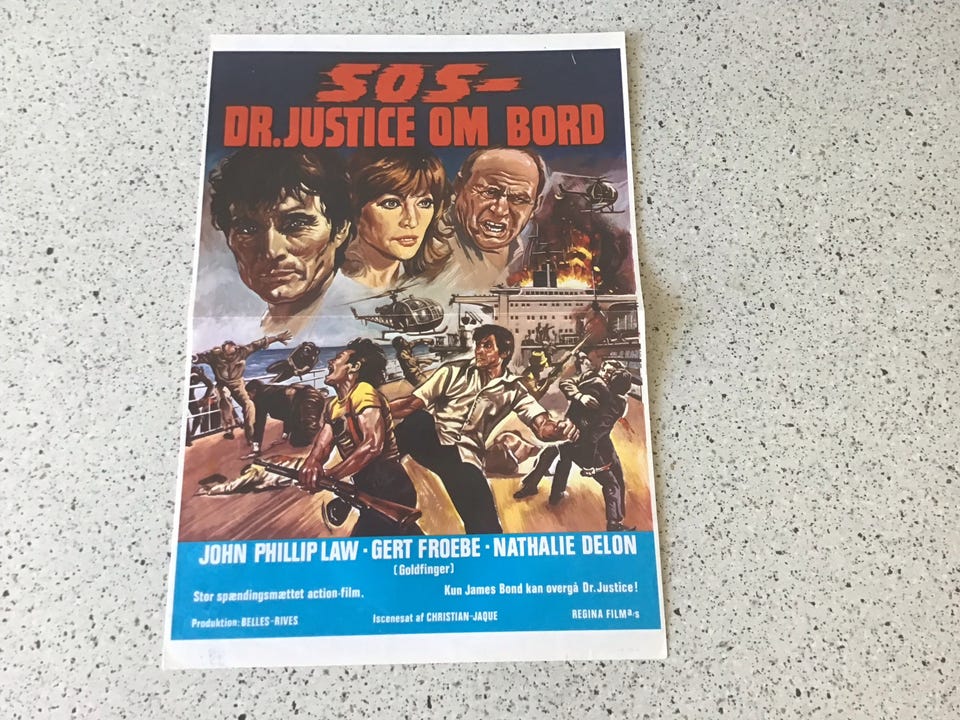 SOS-
DR.JUSTICE OM BORD
JOHN PHILLIP LAW · GERT FROEBE · NATHALIE DELON
(Goldfinger)
Stor spændingsmættet action-film.
Kun James Bond kan overgå Dr.Justice!
Produktion: BELLES-RIVES
Iscenesat af CHRISTIAN-JAQUE
REGINA FILM a/s